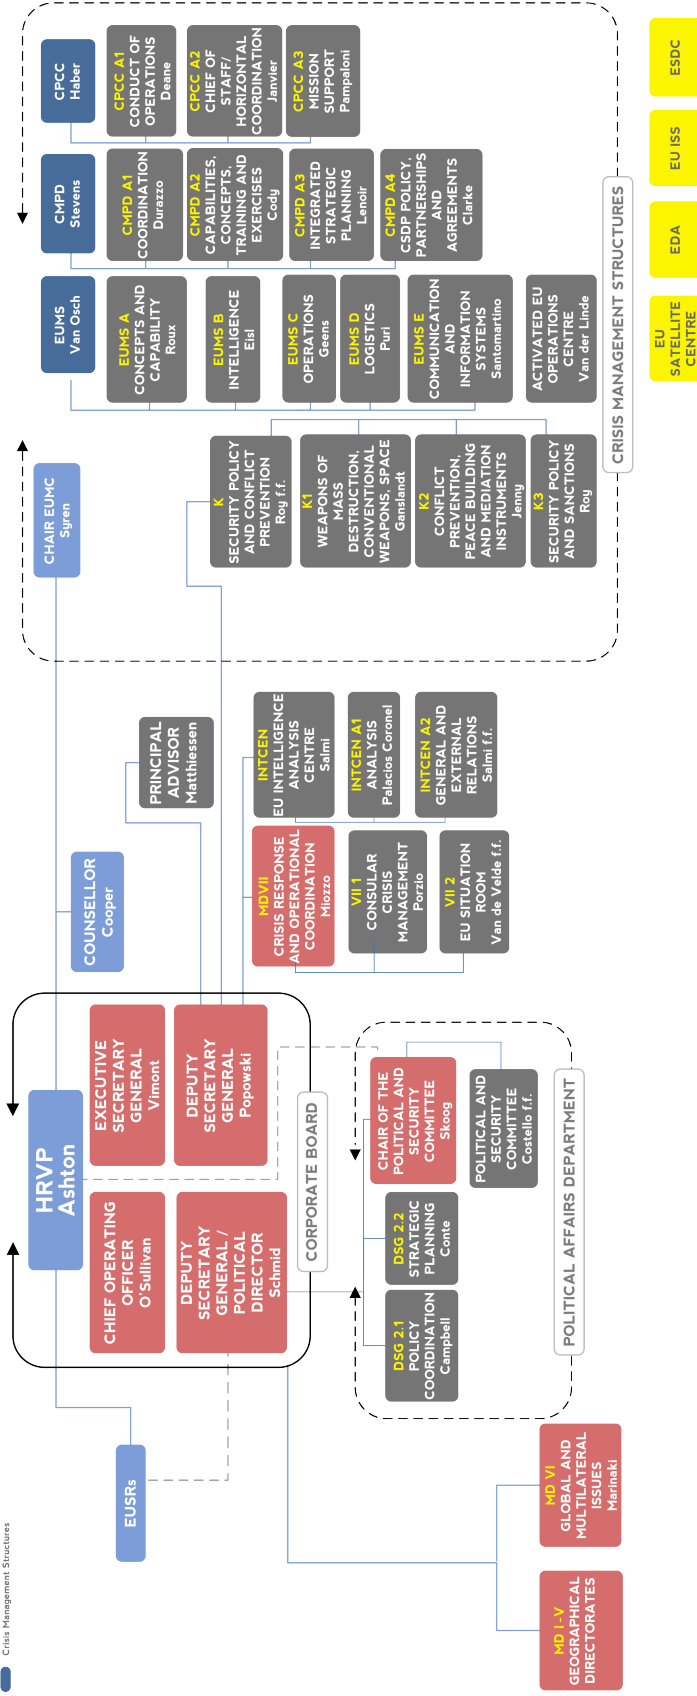 Crisis Management Structures
HRVP
Ashton
EUSRs
COUNSELLOR
Cooper
CHAIR EUMC
Syren
CHIEF OPERATING
OFFICER
O'Sullivan
EXECUTIVE
SECRETARY
GENERAL
Vimont
DEPUTY
SECRETARY
GENERAL /
POLITICAL
DIRECTOR
Schmid
DEPUTY
SECRETARY
GENERAL
Popowski
CORPORATE BOARD
PRINCIPAL
ADVISOR
Matthiessen
MDVII
CRISIS RESPONSE
AND OPERATIONAL
COORDINATION
Miozzo
VII 1
CONSULAR
CRISIS
MANAGEMENT
Porzio
VII 2
EU SITUATION
ROOM
Van de Velde f.f.
INTCEN
EU INTELLIGENCE
ANALYSIS
CENTRE
Salmi
INTCEN A1
ANALYSIS
Palacios Coronel
INTCEN A2
GENERAL AND
EXTERNAL
RELATIONS
Salmi f.f.
DSG 2.1
POLICY
COORDINATION
Campbell
DSG 2.2
STRATEGIC
PLANNING
Conte
CHAIR OF THE
POLITICAL AND
SECURITY
COMMITTEE
Skoog
POLITICAL AND
SECURITY
COMMITTEE
Costello f.f.
POLITICAL AFFAIRS DEPARTMENT
MD I-V
GEOGRAPHICAL
DIRECTORATES
MD VI
GLOBAL AND
MULTILATERAL
ISSUES
Marinaki
EUMS
Van Osch
EUMS A
CONCEPTS AND
CAPABILITY
Roux
EUMS B
INTELLIGENCE
Eisl
EUMS C
OPERATIONS
Geens
EUMS D
LOGISTICS
Puri
EUMS E
COMMUNICATION
AND
INFORMATION
SYSTEMS
Santomartino
ACTIVATED EU
OPERATIONS
CENTRE
Van der Linde
CMPD
Stevens
CMPD A1
COORDINATION
Durazzo
CMPD A2
CAPABILITIES,
CONCEPTS,
TRAINING AND
EXERCISES
Cody
CMPD A3
INTEGRATED
STRATEGIC
PLANNING
Lenoir
CMPD A4
CSDP POLICY,
PARTNERSHIPS
AND
AGREEMENTS
Clarke
CPCC
Haber
CPCC A1
CONDUCT OF
OPERATIONS
Deane
CPCC A2
CHIEF OF
STAFF/
HORIZONTAL
COORDINATION
Janvier
CPCC A3
MISSION
SUPPORT
Pampaloni
K
SECURITY POLICY
AND CONFLICT
PREVENTION
Roy f.f.
K1
WEAPONS OF
MASS
DESTRUCTION,
CONVENTIONAL
WEAPONS, SPACE
Ganslandt
K2
CONFLICT
PREVENTION,
PEACE BUILDING
AND MEDIATION
INSTRUMENTS
Jenny
K3
SECURITY POLICY
AND SANCTIONS
Roy
CRISIS MANAGEMENT STRUCTURES
EU
SATELLITE
CENTRE
EDA
EU ISS
ESDC